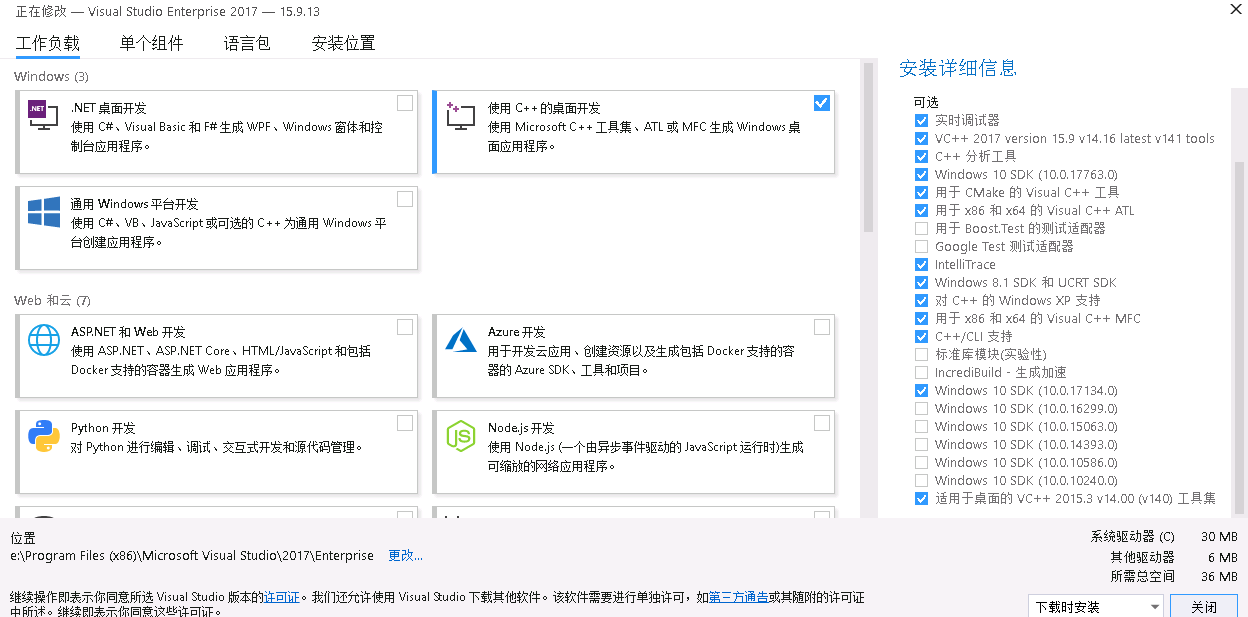 正在修改 — Visual Studio Enterprise 2017 — 15.9.13
工作负载 单个组件 语言包 安装位置
Windows (3)
.NET 桌面开发
使用 C#、Visual Basic 和 F# 生成 WPF、Windows 窗体和控
制台应用程序。
使用 C++ 的桌面开发
使用 Microsoft C++ 工具集、ATL 或 MFC 生成 Windows 桌
面应用程序。
通用 Windows 平台开发
使用 C#、VB、JavaScript 或可选的 C++ 为通用 Windows 平
台创建应用程序。
Web 和云 (7)
ASP.NET 和 Web 开发
使用 ASP.NET、ASP.NET Core、HTML/JavaScript 和包括
Docker 支持的容器生成 Web 应用程序。
Azure 开发
用于开发云应用、创建资源以及生成包括 Docker 支持的容
器的 Azure SDK、工具和项目。
Python 开发
对 Python 进行编辑、调试、交互式开发和源代码管理。
Node.js 开发
使用 Node.js (一个由异步事件驱动的 JavaScript 运行时)生成
可缩放的网络应用程序。
安装详细信息
可选
实时调试器
VC++ 2017 version 15.9 v14.16 latest v141 tools
C++ 分析工具
Windows 10 SDK (10.0.17763.0)
用于 CMake 的 Visual C++ 工具
用于 x86 和 x64 的 Visual C++ ATL
用于 Boost.Test 的测试适配器
Google Test 测试适配器
IntelliTrace
Windows 8.1 SDK 和 UCRT SDK
对 C++ 的 Windows XP 支持
用于 x86 和 x64 的 Visual C++ MFC
C++/CLI 支持
标准库模块(实验性)
IncrediBuild - 生成加速
Windows 10 SDK (10.0.17134.0)
Windows 10 SDK (10.0.16299.0)
Windows 10 SDK (10.0.15063.0)
Windows 10 SDK (10.0.14393.0)
Windows 10 SDK (10.0.10586.0)
Windows 10 SDK (10.0.10240.0)
适用于桌面的 VC++ 2015.3 v14.00 (v140) 工具集
位置
e:\Program Files (x86)\Microsoft Visual Studio\2017\Enterprise 更改...
系统驱动器 (C) 30 MB
其他驱动器 6 MB
所需总空间 36 MB
继续操作即表示你同意所选 Visual Studio 版本的许可证。我们还允许使用 Visual Studio 下载其他软件。该软件需要进行单独许可，如第三方通告或其随附的许可证
中所述。继续即表示你同意这些许可证。
下载时安装 关闭